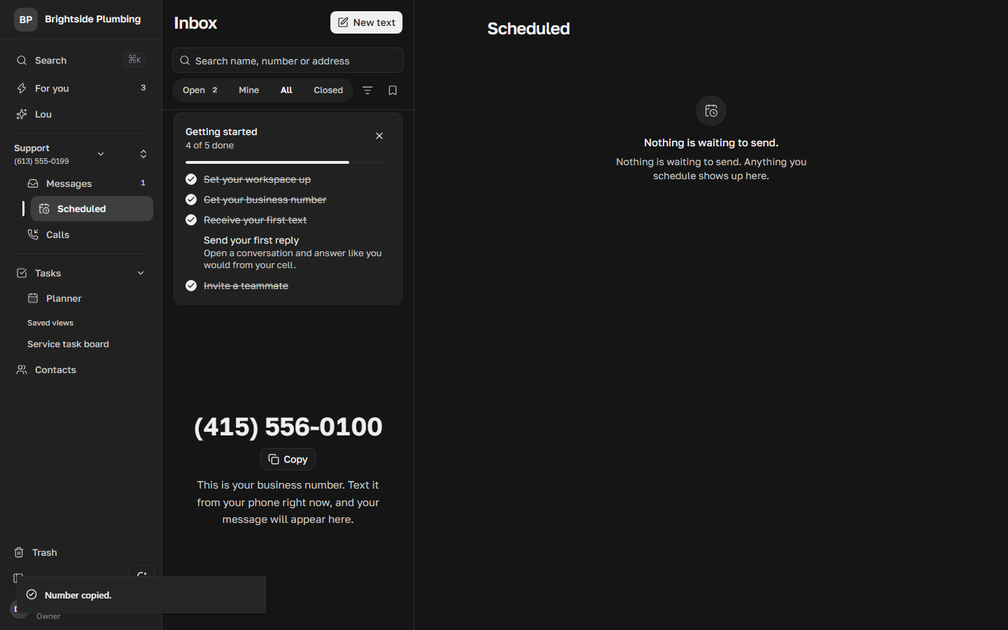 BP
Brightside Plumbing
Search
⌘K
For you
3
Lou
Support
(613) 555-0199
Messages
1
Scheduled
Calls
Tasks
Planner
Saved views
Service task board
Contacts
Trash
Number copied.
Owner
Inbox
New text
Search name, number or address
Open 2
Mine
All
Closed
Getting started
4 of 5 done
Set your workspace up
Get your business number
Receive your first text
Send your first reply
Open a conversation and answer like you
would from your cell.
Invite a teammate
(415) 556-0100
Copy
This is your business number. Text it
from your phone right now, and your
message will appear here.
Scheduled
Nothing is waiting to send.
Nothing is waiting to send. Anything you
schedule shows up here.